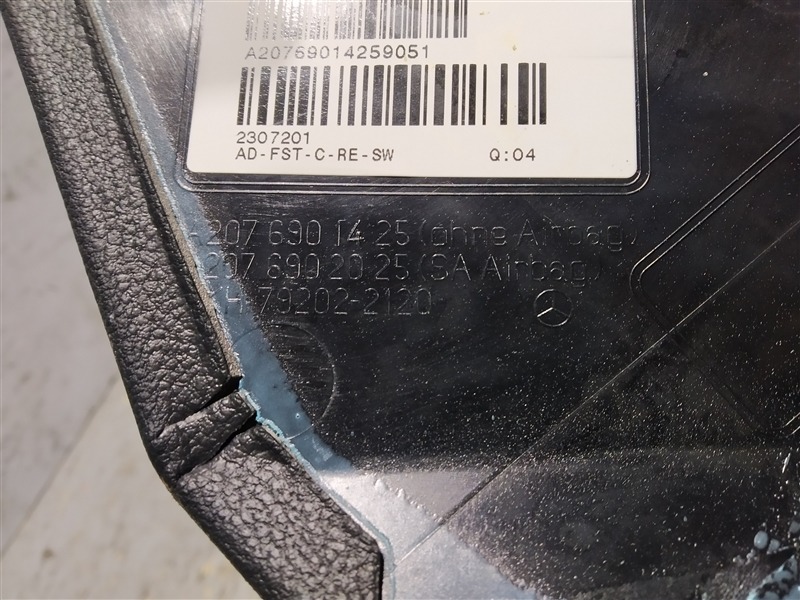 A20769014259051
2307201
AD-FST-C-RE-SW Q:04
A207 690 14 25 (ohne Airbag)
207 690 20 25 (SA Airbag)
H 79202-2120